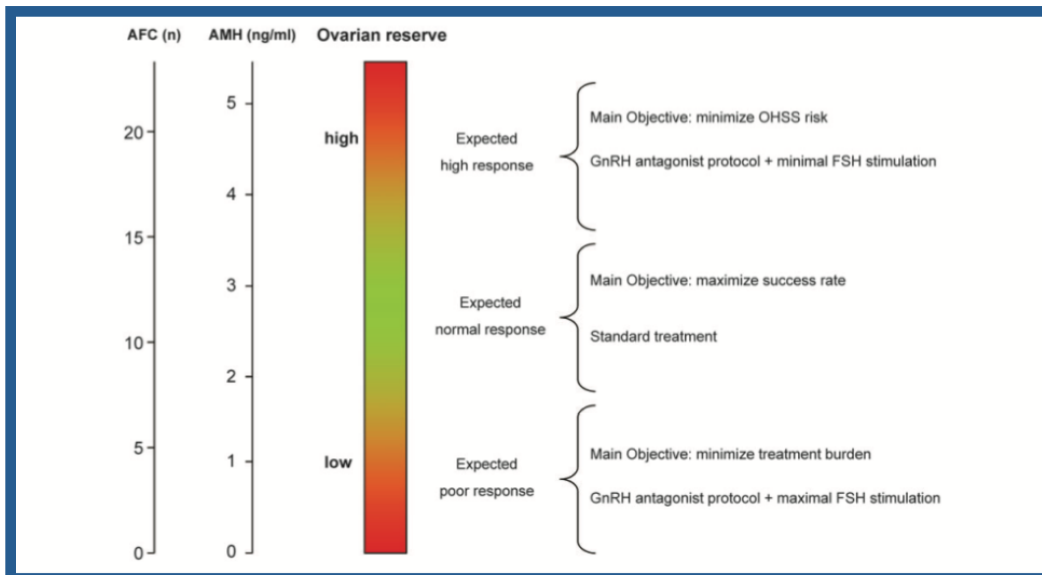 AFC (n) AMH (ng/ml) Ovarian reserve
5
20
high
Expected
high response
Main Objective: minimize OHSS risk
GnRH antagonist protocol + minimal FSH stimulation
4
15
3
Expected
normal response
Main Objective: maximize success rate
Standard treatment
10
2
5
1
low
Expected
poor response
Main Objective: minimize treatment burden
GnRH antagonist protocol + maximal FSH stimulation
0
0